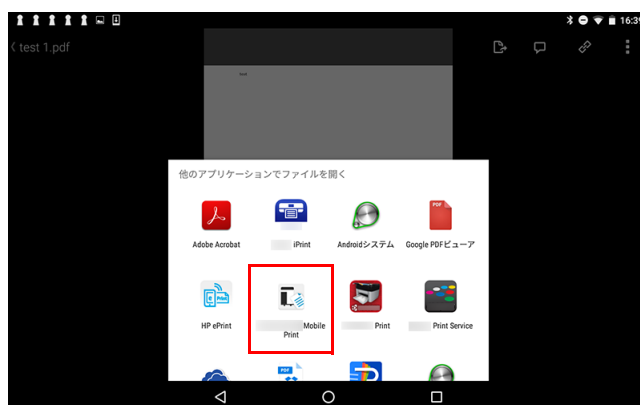 16:39
test 1.pdf
他のアプリケーションでファイルを開く
PDF
Adobe Acrobat
iPrint
Androidシステム
Google PDFビューア
Print
HP ePrint
Mobile
Print
Print
Print Service
PDF